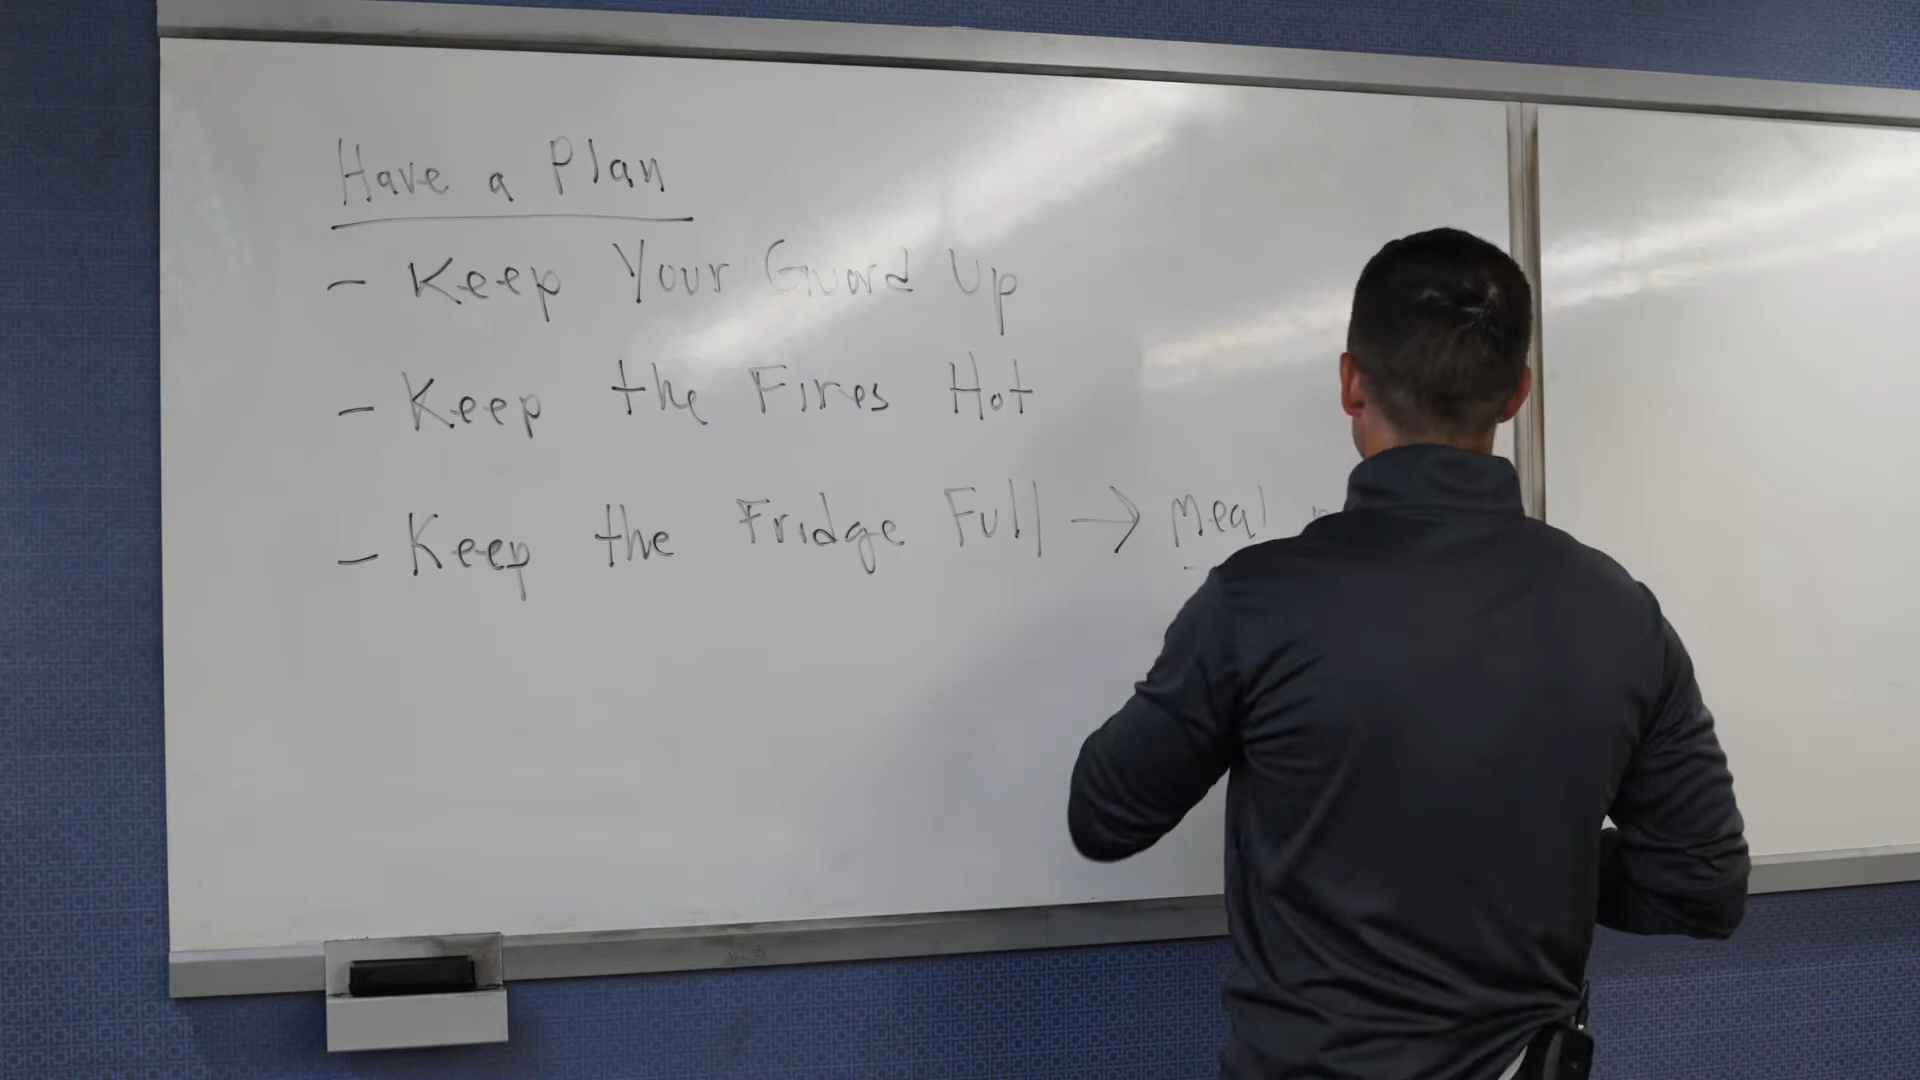 Have a Plan
- Keep Your Guard Up
- Keep the Fires Hot
- Keep the Fridge Full → Meal